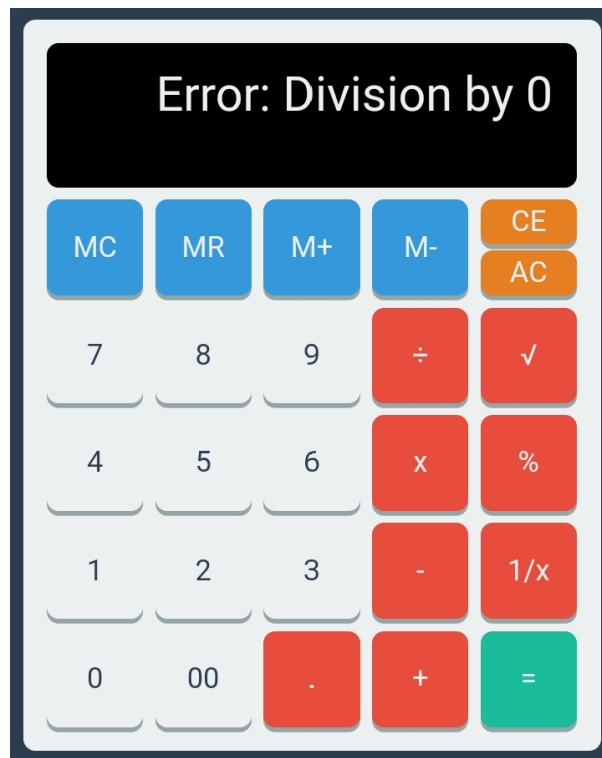 Error: Division by 0
MC MR M+ M- CE
AC
7 8 9 ÷ √
4 5 6 x %
1 2 3 - 1/x
0 00 . + =